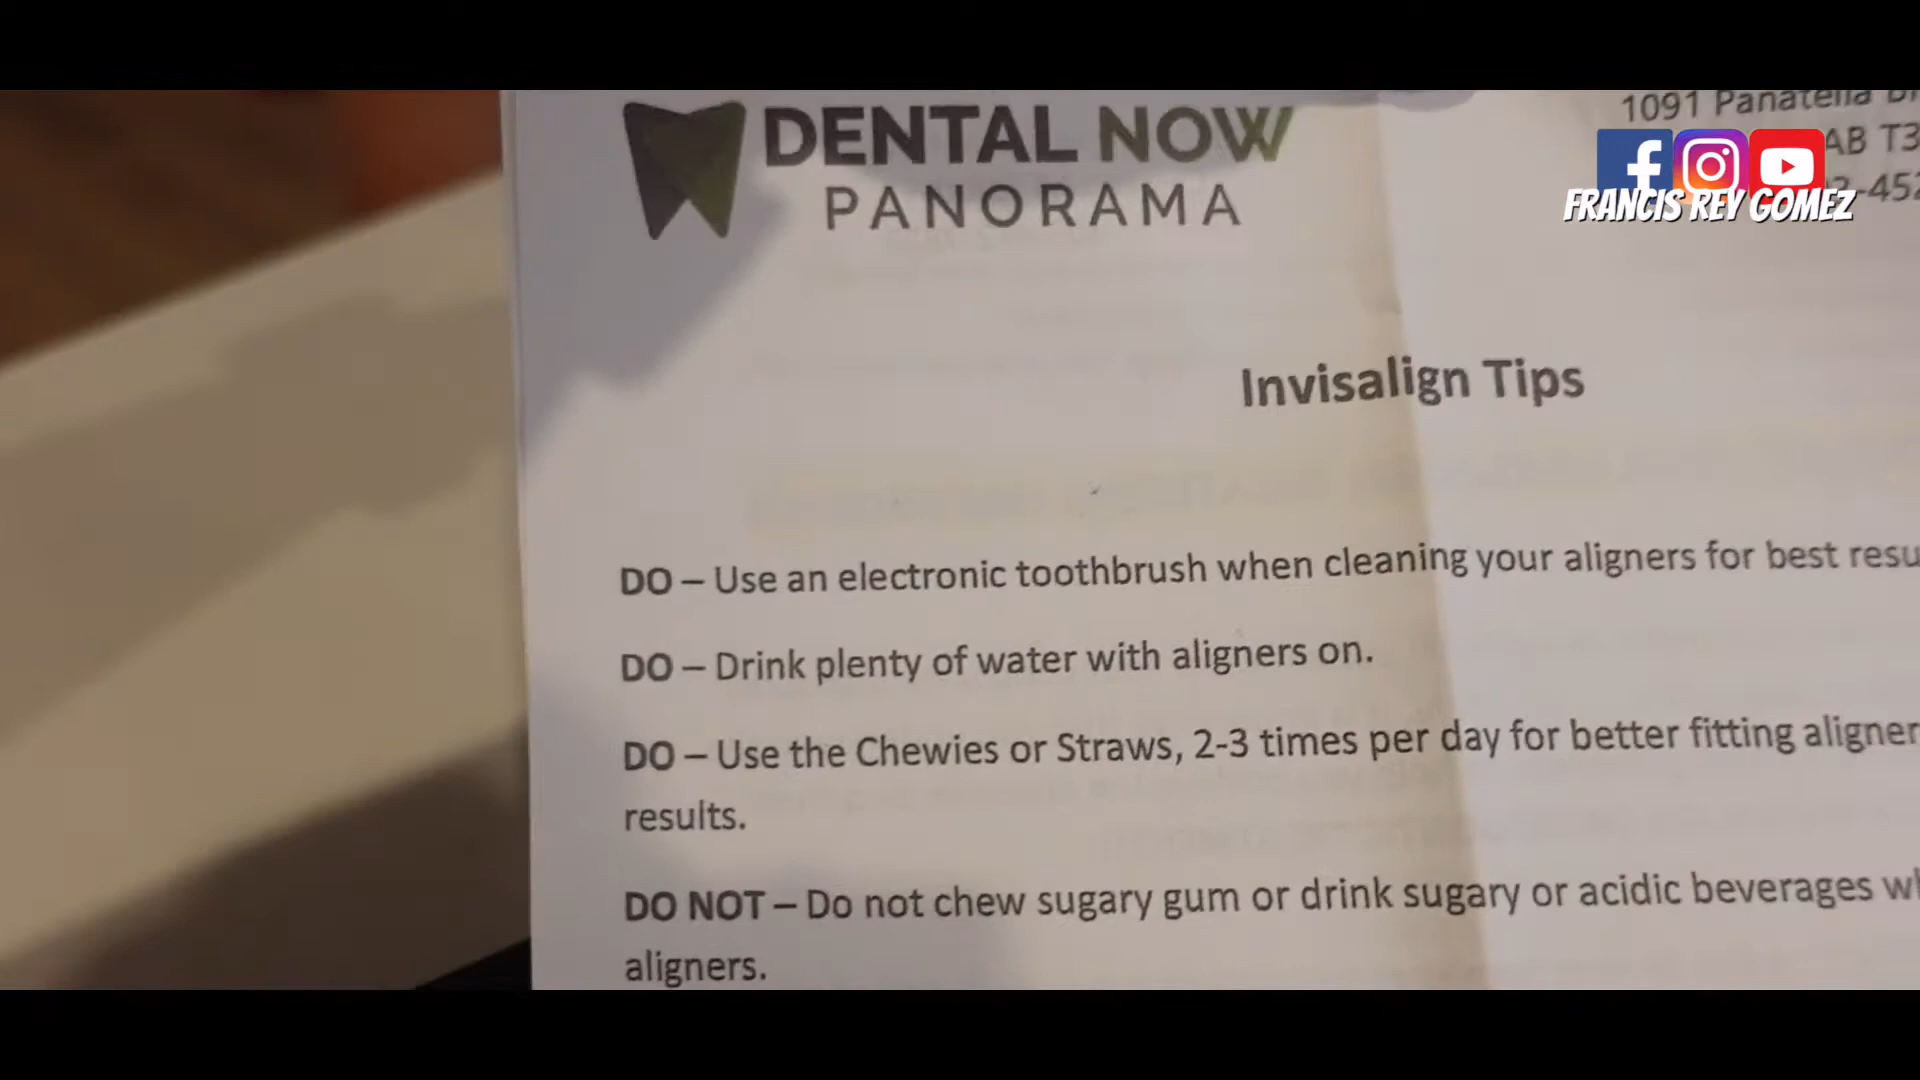 DENTAL NOW
PANORAMA
1091 Panatella
AB
FRANCIS REY GOMEZ
Invisalign Tips
DO – Use an electronic toothbrush when cleaning your aligners for best
DO – Drink plenty of water with aligners on.
DO – Use the Chewies or Straws, 2-3 times per day for better fitting
results.
DO NOT – Do not chew sugary gum or drink sugary or acidic beverages
aligners.